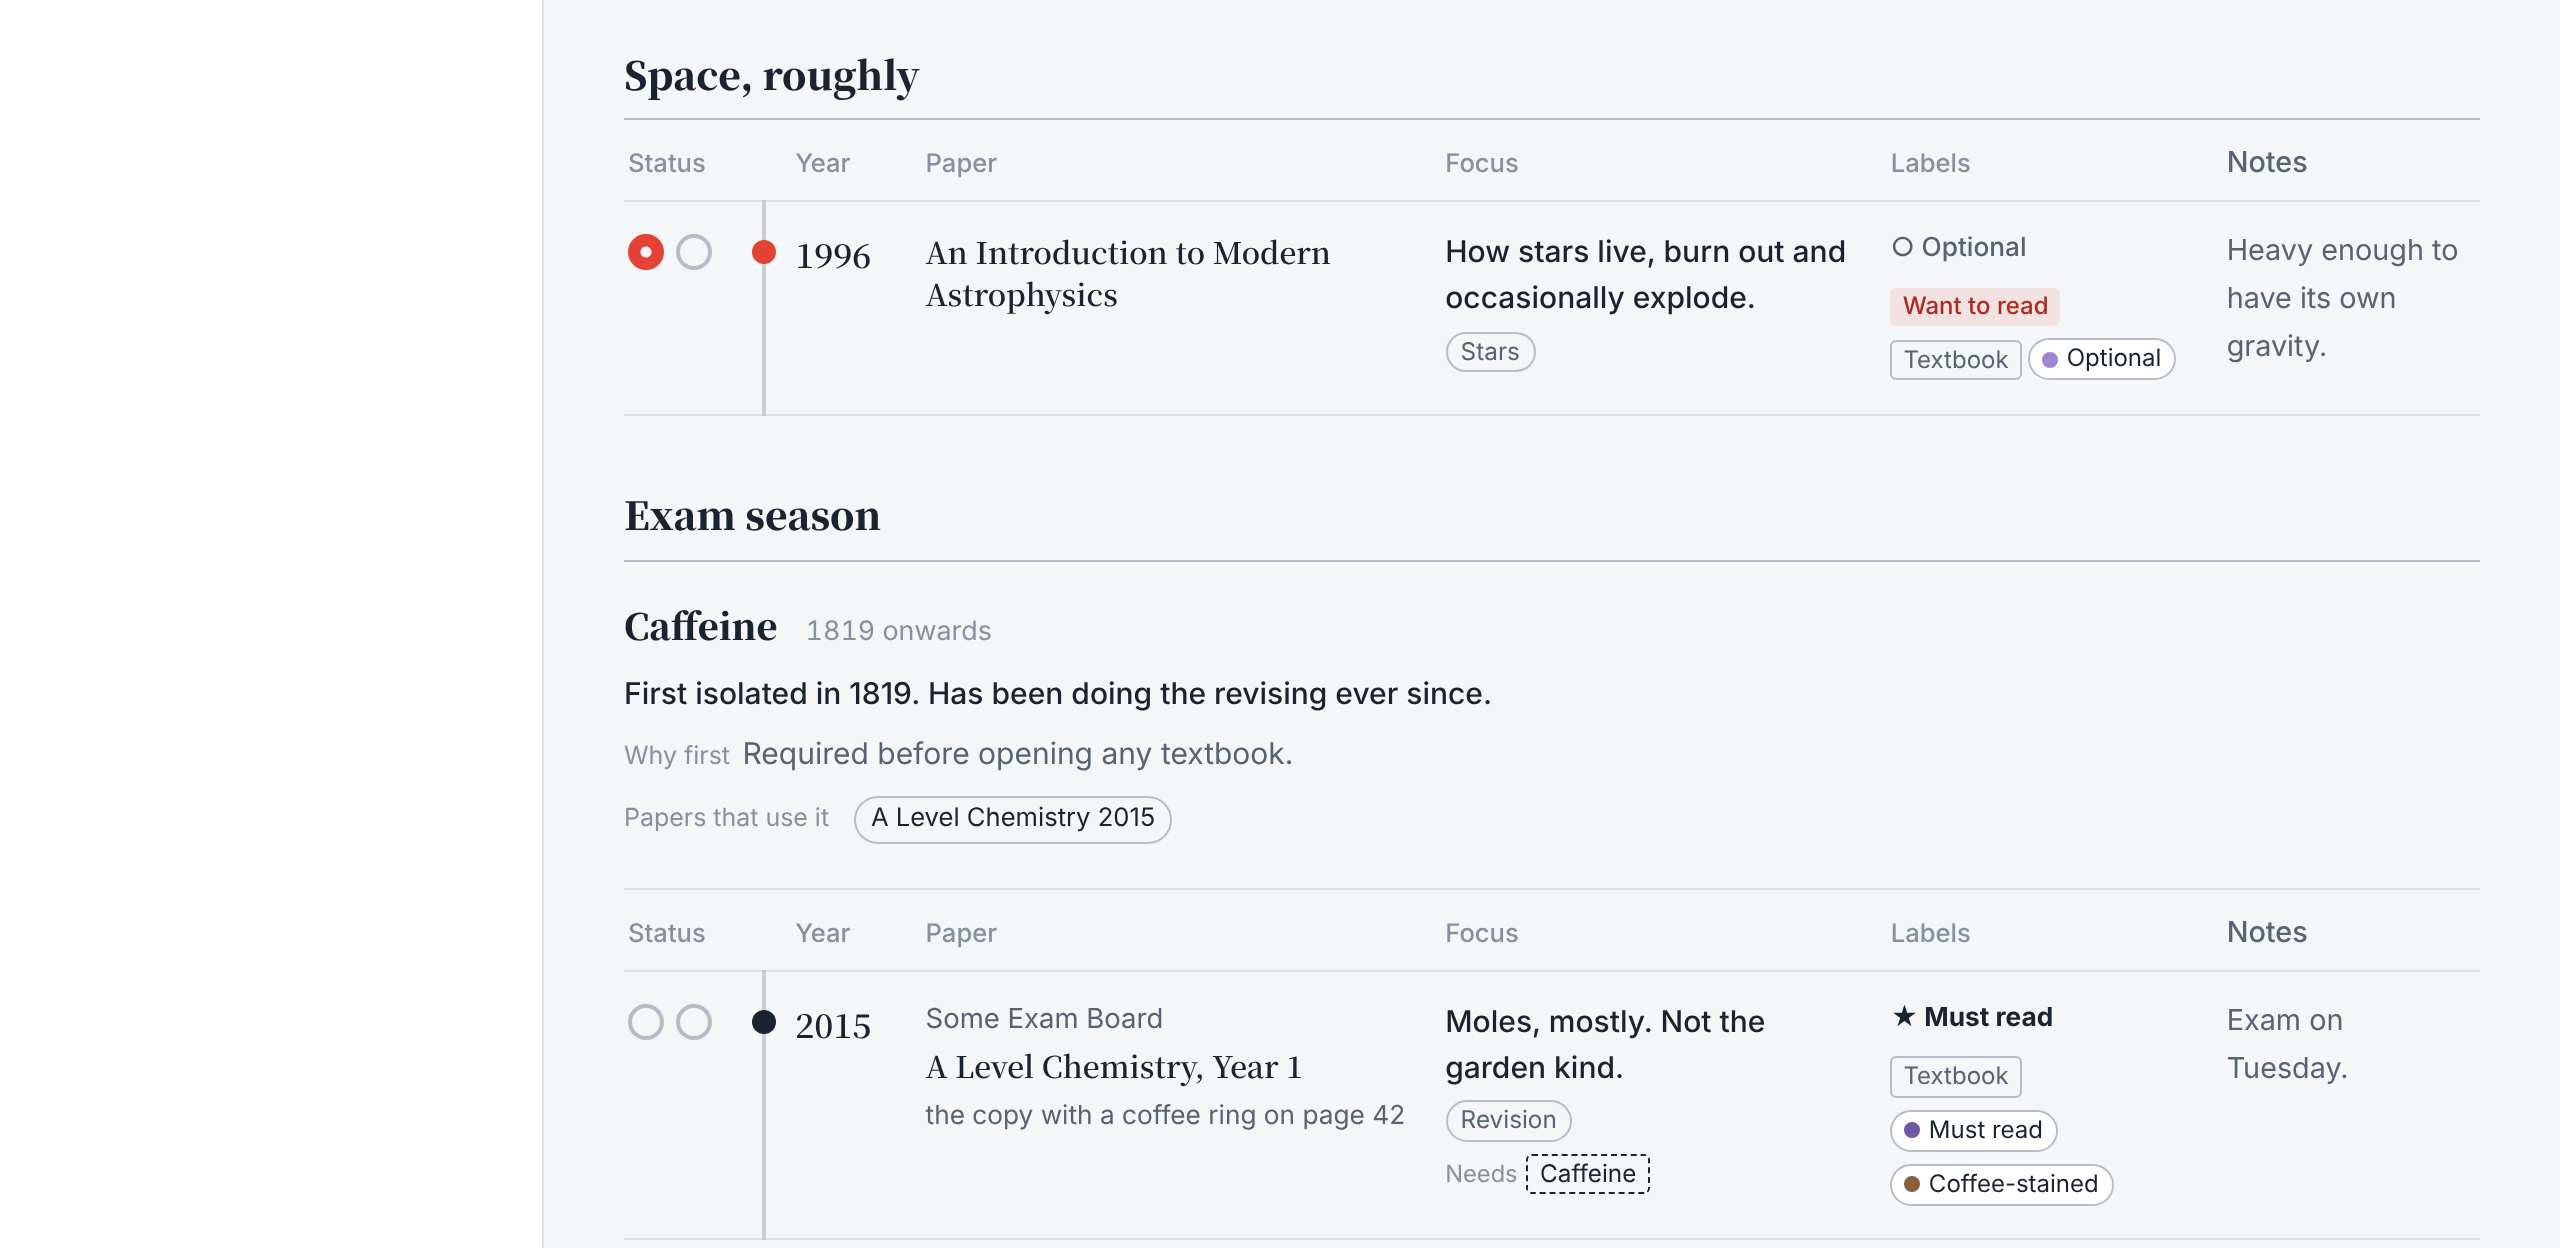 Space, roughly
Status Year Paper Focus Labels Notes
1996 An Introduction to Modern
Astrophysics
How stars live, burn out and
occasionally explode.
Stars
Optional
Want to read
Textbook Optional
Heavy enough to
have its own
gravity.
Exam season
Caffeine 1819 onwards
First isolated in 1819. Has been doing the revising ever since.
Why first Required before opening any textbook.
Papers that use it A Level Chemistry 2015
Status Year Paper Focus Labels Notes
2015 Some Exam Board
A Level Chemistry, Year 1
the copy with a coffee ring on page 42
Moles, mostly. Not the
garden kind.
Revision
Needs Caffeine
★ Must read
Textbook
Must read
Coffee-stained
Exam on
Tuesday.